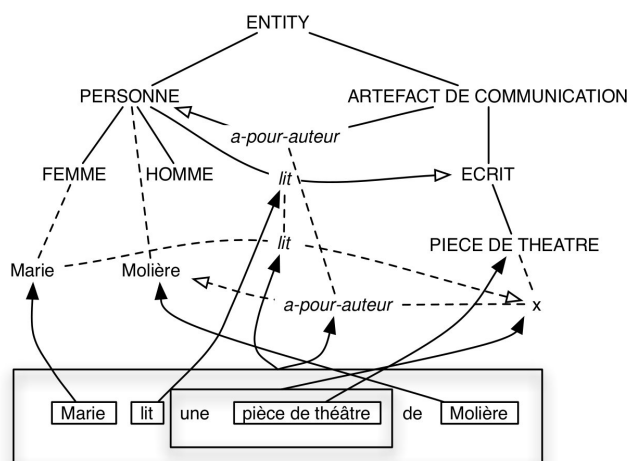 ENTITY
PERSONNE ARTEFACT DE COMMUNICATION
a-pour-auteur
FEMME HOMME lit ECRIT
lit PIECE DE THEATRE
Marie Molière
a-pour-auteur x
Marie lit une pièce de théâtre de Molière